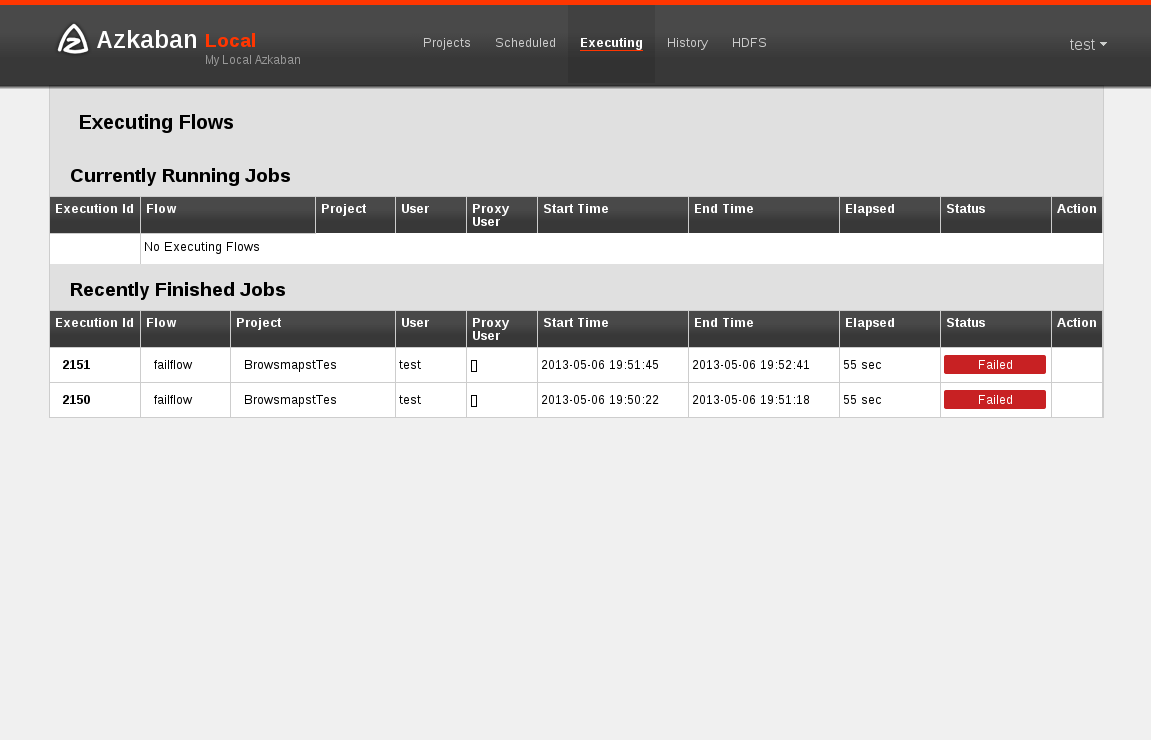 Azkaban Local
My Local Azkaban
Projects Scheduled Executing History HDFS
test
Executing Flows
Currently Running Jobs
Execution Id Flow Project User Proxy User Start Time End Time Elapsed Status Action
No Executing Flows
Recently Finished Jobs
Execution Id Flow Project User Proxy User Start Time End Time Elapsed Status Action
2151 failflow BrowsmapstTes test [] 2013-05-06 19:51:45 2013-05-06 19:52:41 55 sec Failed
2150 failflow BrowsmapstTes test [] 2013-05-06 19:50:22 2013-05-06 19:51:18 55 sec Failed